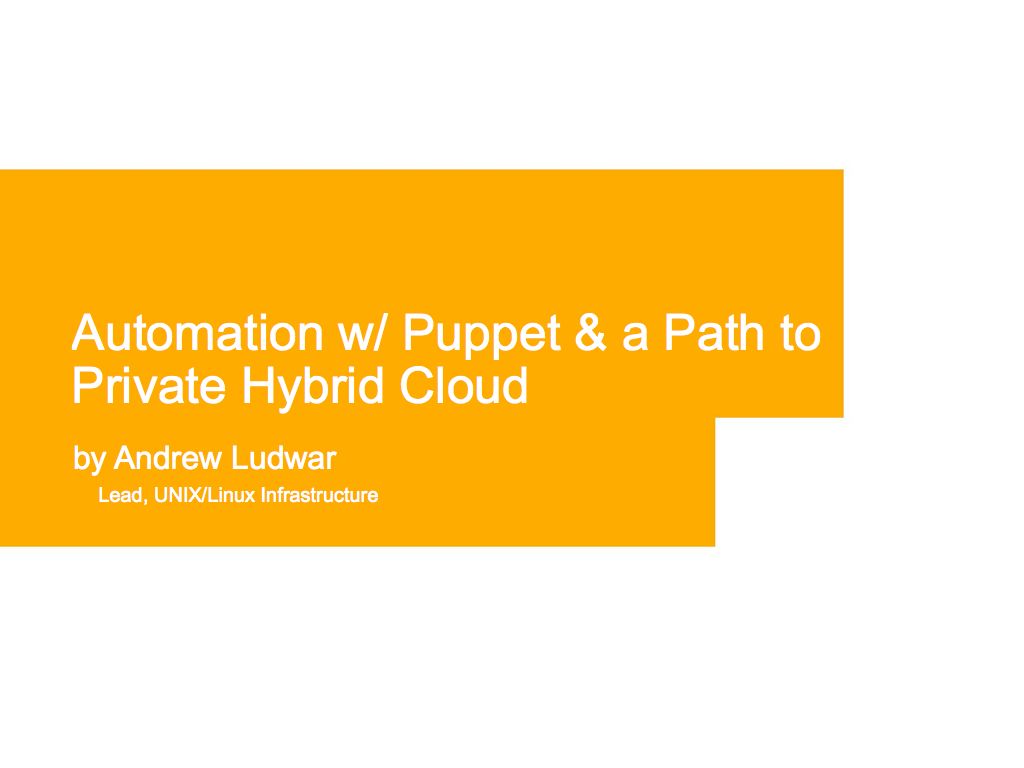 Automation w/ Puppet & a Path to
Private Hybrid Cloud
by Andrew Ludwar
Lead, UNIX/Linux Infrastructure